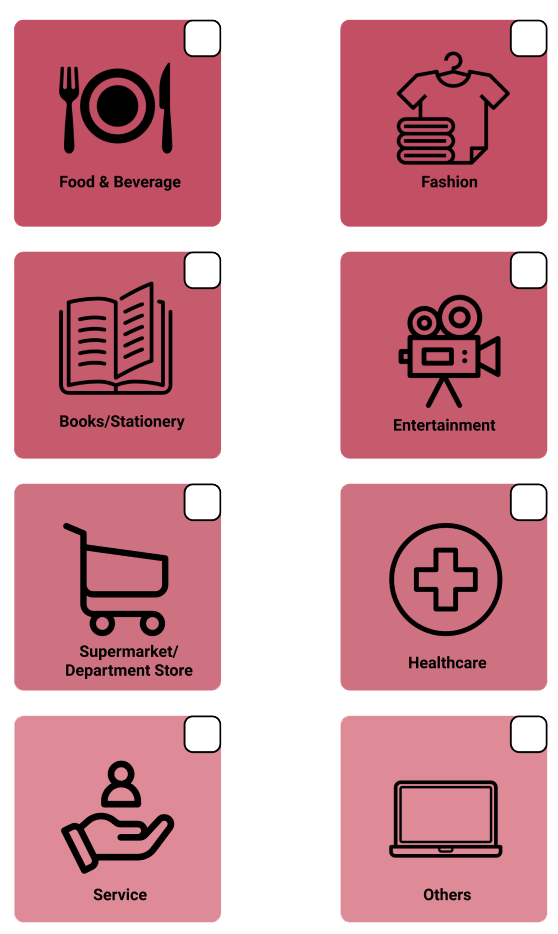 Food & Beverage
Fashion
Books/Stationery
Entertainment
Supermarket/
Department Store
Healthcare
Service
Others